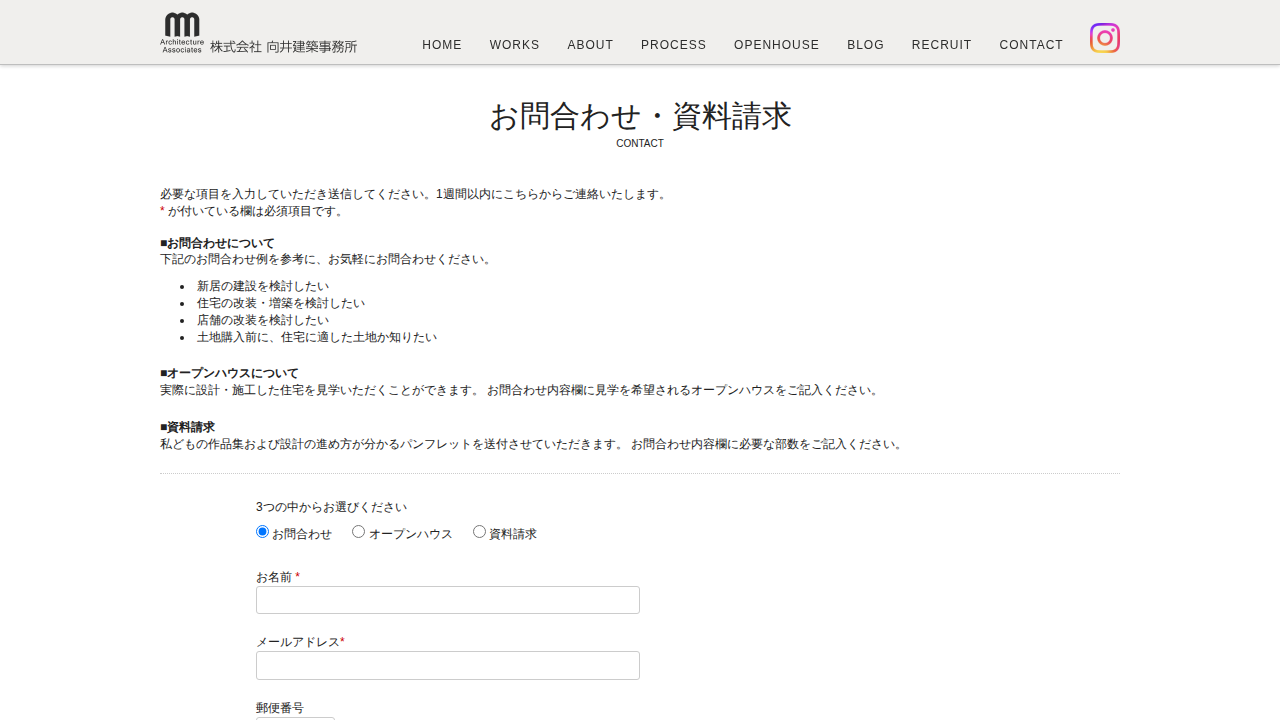 Architecture
Associates
株式会社 向井建築事務所
HOME WORKS ABOUT PROCESS OPENHOUSE BLOG RECRUIT CONTACT
お問合わせ・資料請求
CONTACT
必要な項目を入力していただき送信してください。1週間以内にこちらからご連絡いたします。
* が付いている欄は必須項目です。
■お問合わせについて
下記のお問合わせ例を参考に、お気軽にお問合わせください。
• 新居の建設を検討したい
• 住宅の改装・増築を検討したい
• 店舗の改装を検討したい
• 土地購入前に、住宅に適した土地か知りたい
■オープンハウスについて
実際に設計・施工した住宅を見学いただくことができます。 お問合わせ内容欄に見学を希望されるオープンハウスをご記入ください。
■資料請求
私どもの作品集および設計の進め方が分かるパンフレットを送付させていただきます。 お問合わせ内容欄に必要な部数をご記入ください。
3つの中からお選びください
お問合わせ オープンハウス 資料請求
お名前 *
メールアドレス*
郵便番号